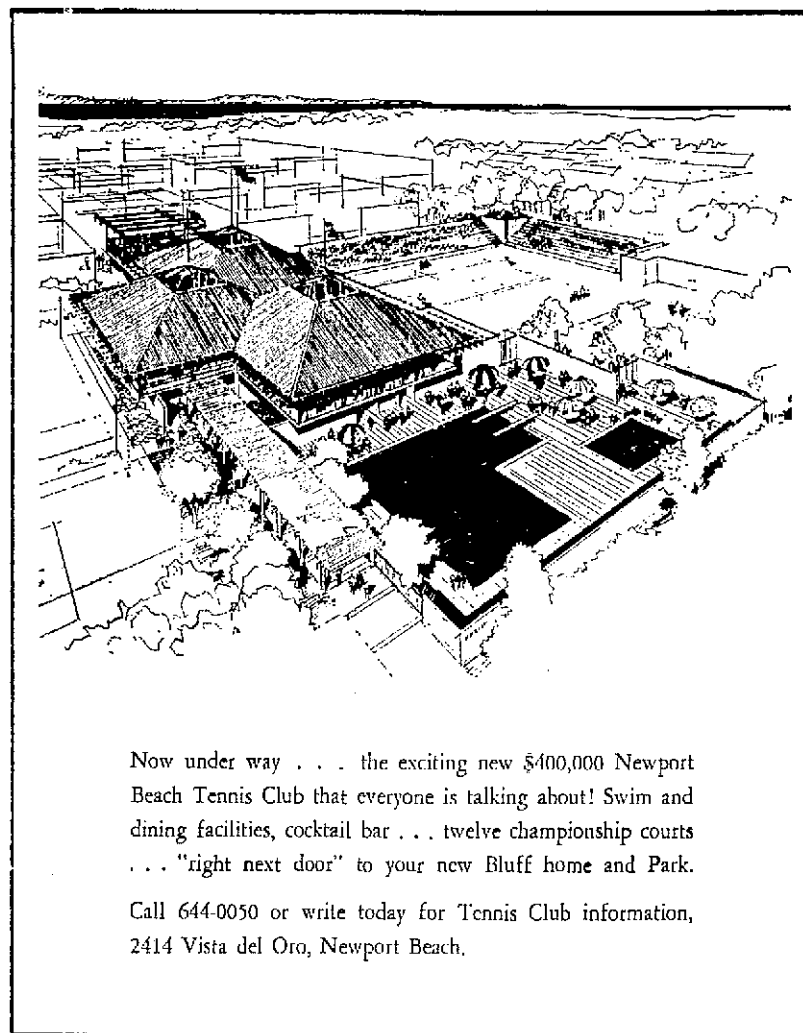 Now under way . . . the exciting new $400,000 Newport
Beach Tennis Club that everyone is talking about! Swim and
dining facilities, cocktail bar . . . twelve championship courts
. . . "right next door" to your new Bluff home and Park.
Call 644-0050 or write today for Tennis Club information,
2414 Vista del Oro, Newport Beach.